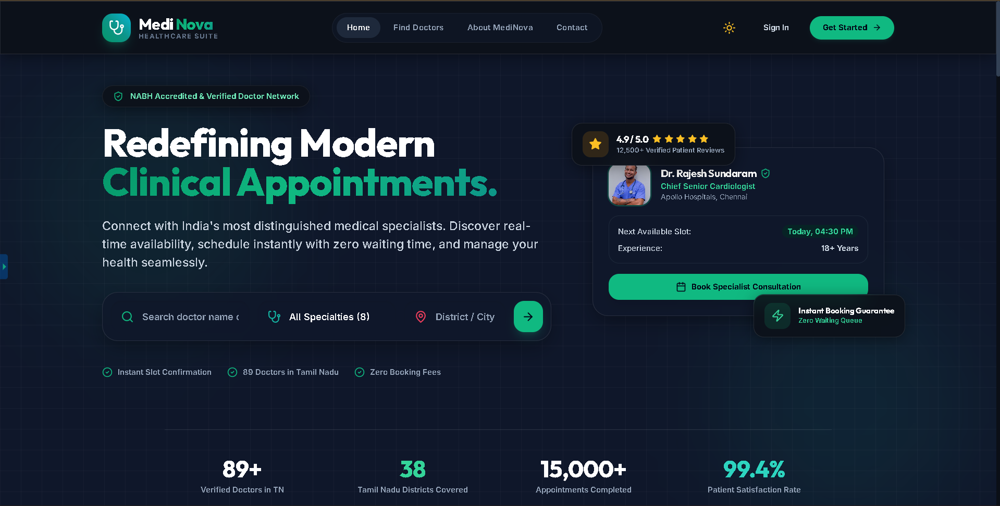 Medi Nova
HEALTHCARE SUITE
Home
Find Doctors
About MediNova
Contact
Sign In
Get Started
NABH Accredited & Verified Doctor Network
Redefining Modern
Clinical Appointments.
Connect with India's most distinguished medical specialists. Discover real-
time availability, schedule instantly with zero waiting time, and manage your
health seamlessly.
Search doctor name
All Specialties (8)
District / City
Instant Slot Confirmation
89 Doctors in Tamil Nadu
Zero Booking Fees
4.9 / 5.0
12,500+ Verified Patient Reviews
Dr. Rajesh Sundaram
Chief Senior Cardiologist
Apollo Hospitals, Chennai
Next Available Slot:
Today, 04:30 PM
Experience:
18+ Years
Book Specialist Consultation
Instant Booking Guarantee
Zero Waiting Queue
89+
Verified Doctors in TN
38
Tamil Nadu Districts Covered
15,000+
Appointments Completed
99.4%
Patient Satisfaction Rate